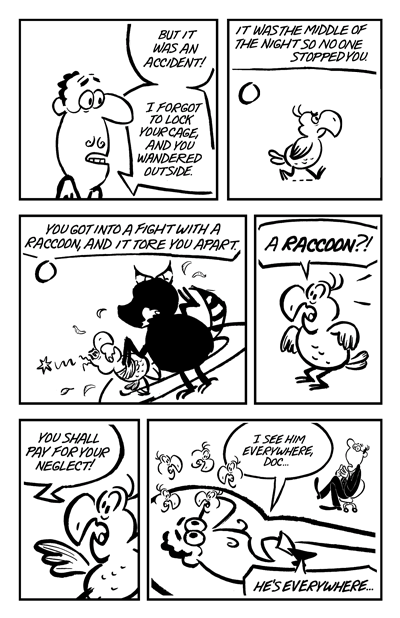 BUT IT
WAS AN
ACCIDENT!
I FORGOT
TO LOCK
YOUR CAGE,
AND YOU
WANDERED
OUTSIDE.
IT WAS THE MIDDLE OF
THE NIGHT SO NO ONE
STOPPED YOU.
YOU GOT INTO A FIGHT WITH A
RACCOON, AND IT TORE YOU APART.
A RACCOON?!
YOU SHALL
PAY FOR YOUR
NEGLECT!
I SEE HIM
EVERYWHERE,
DOC...
HE'S EVERYWHERE...